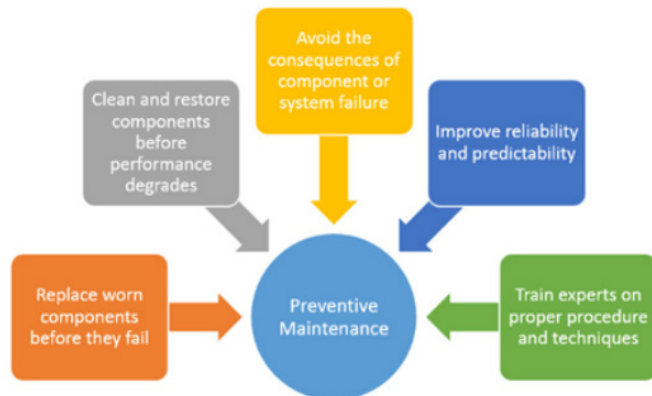 Avoid the
consequences of
component or
system failure
Clean and restore
components
before
performance
degrades
Improve reliability
and predictability
Replace worn
components
before they fail
Preventive
Maintenance
Train experts on
proper procedure
and techniques